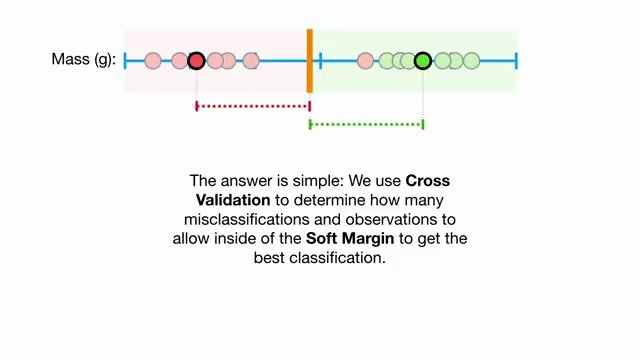 Mass (g):
The answer is simple: We use Cross
Validation to determine how many
misclassifications and observations to
allow inside of the Soft Margin to get the
best classification.